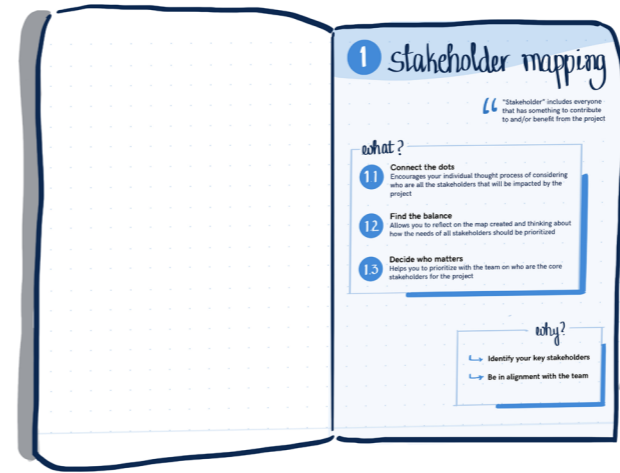 1 stakeholder mapping
"Stakeholder" includes everyone
that has something to contribute
to and/or benefit from the project
what?
1.1 Connect the dots
Encourages your individual thought process of considering
who are all the stakeholders that will be impacted by the
project
1.2 Find the balance
Allows you to reflect on the map created and thinking about
how the needs of all stakeholders should be prioritized
1.3 Decide who matters
Helps you to prioritize with the team on who are the core
stakeholders for the project
why?
Identify your key stakeholders
Be in alignment with the team